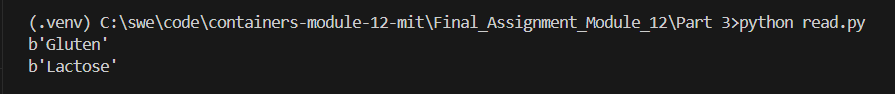 (.venv) C:\swe\code\containers-module-12-mit\Final_Assignment_Module_12\Part 3>python read.py
b'Gluten'
b'Lactose'